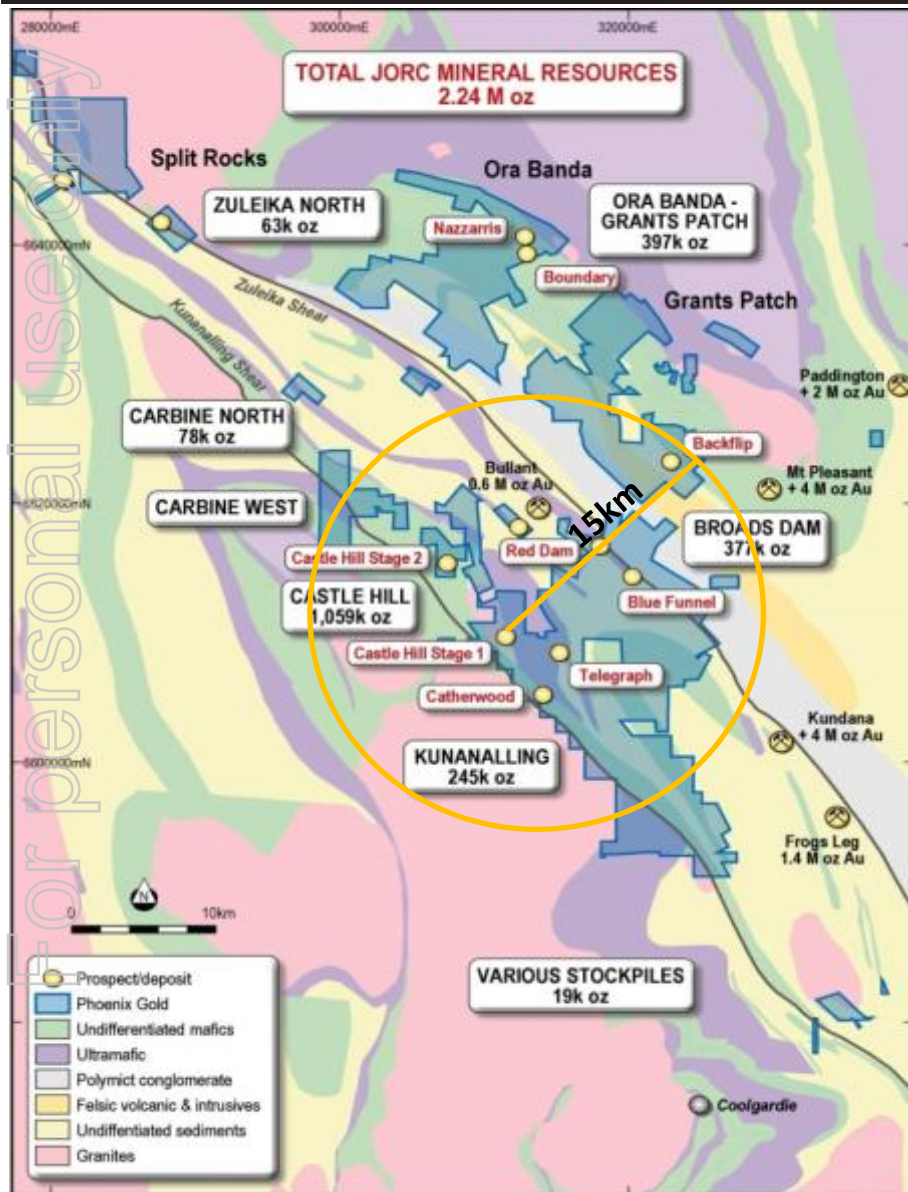 280000mE
300000mE
320000mE
For personal use only
TOTAL JORC MINERAL RESOURCES
2.24 M oz
Split Rocks
Ora Banda
ZULEIKA NORTH
63k oz
ORA BANDA -
GRANTS PATCH
397k oz
Nazzarris
6640000mN
Boundary
Zuleika Shear
Grants Patch
Kunanalling Shear
Paddington
+ 2 M oz Au
CARBINE NORTH
78k oz
Backflip
Bullant
0.6 M oz Au
Mt Pleasant
+ 4 M oz Au
6620000mN
CARBINE WEST
15km
BROADS DAM
377k oz
Castle Hill Stage 2
Red Dam
CASTLE HILL
1,059k oz
Blue Funnel
Castle Hill Stage 1
Telegraph
Catherwood
Kundana
+ 4 M oz Au
KUNANALLING
245k oz
6600000mN
Frogs Leg
1.4 M oz Au
N
0
10km
VARIOUS STOCKPILES
19k oz
Prospect/deposit
Phoenix Gold
Undifferentiated mafics
Ultramafic
Polymict conglomerate
Felsic volcanic & intrusives
Undiffentiated sediments
Granites
Coolgardie